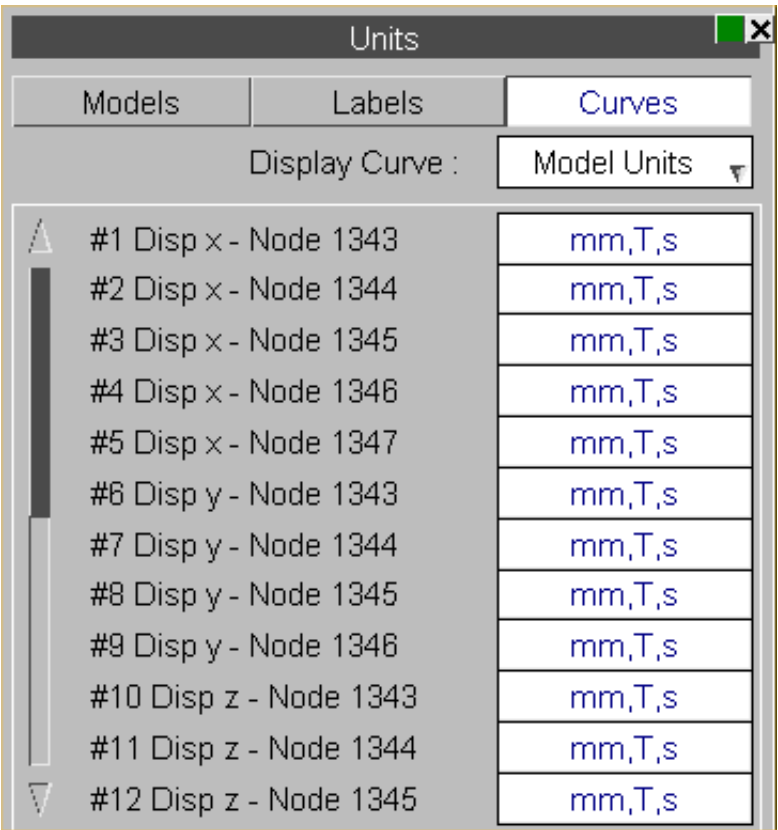 Units
Models Labels Curves
Display Curve : Model Units
#1 Disp x - Node 1343 mm,T,s
#2 Disp x - Node 1344 mm,T,s
#3 Disp x - Node 1345 mm,T,s
#4 Disp x - Node 1346 mm,T,s
#5 Disp x - Node 1347 mm,T,s
#6 Disp y - Node 1343 mm,T,s
#7 Disp y - Node 1344 mm,T,s
#8 Disp y - Node 1345 mm,T,s
#9 Disp y - Node 1346 mm,T,s
#10 Disp z - Node 1343 mm,T,s
#11 Disp z - Node 1344 mm,T,s
#12 Disp z - Node 1345 mm,T,s